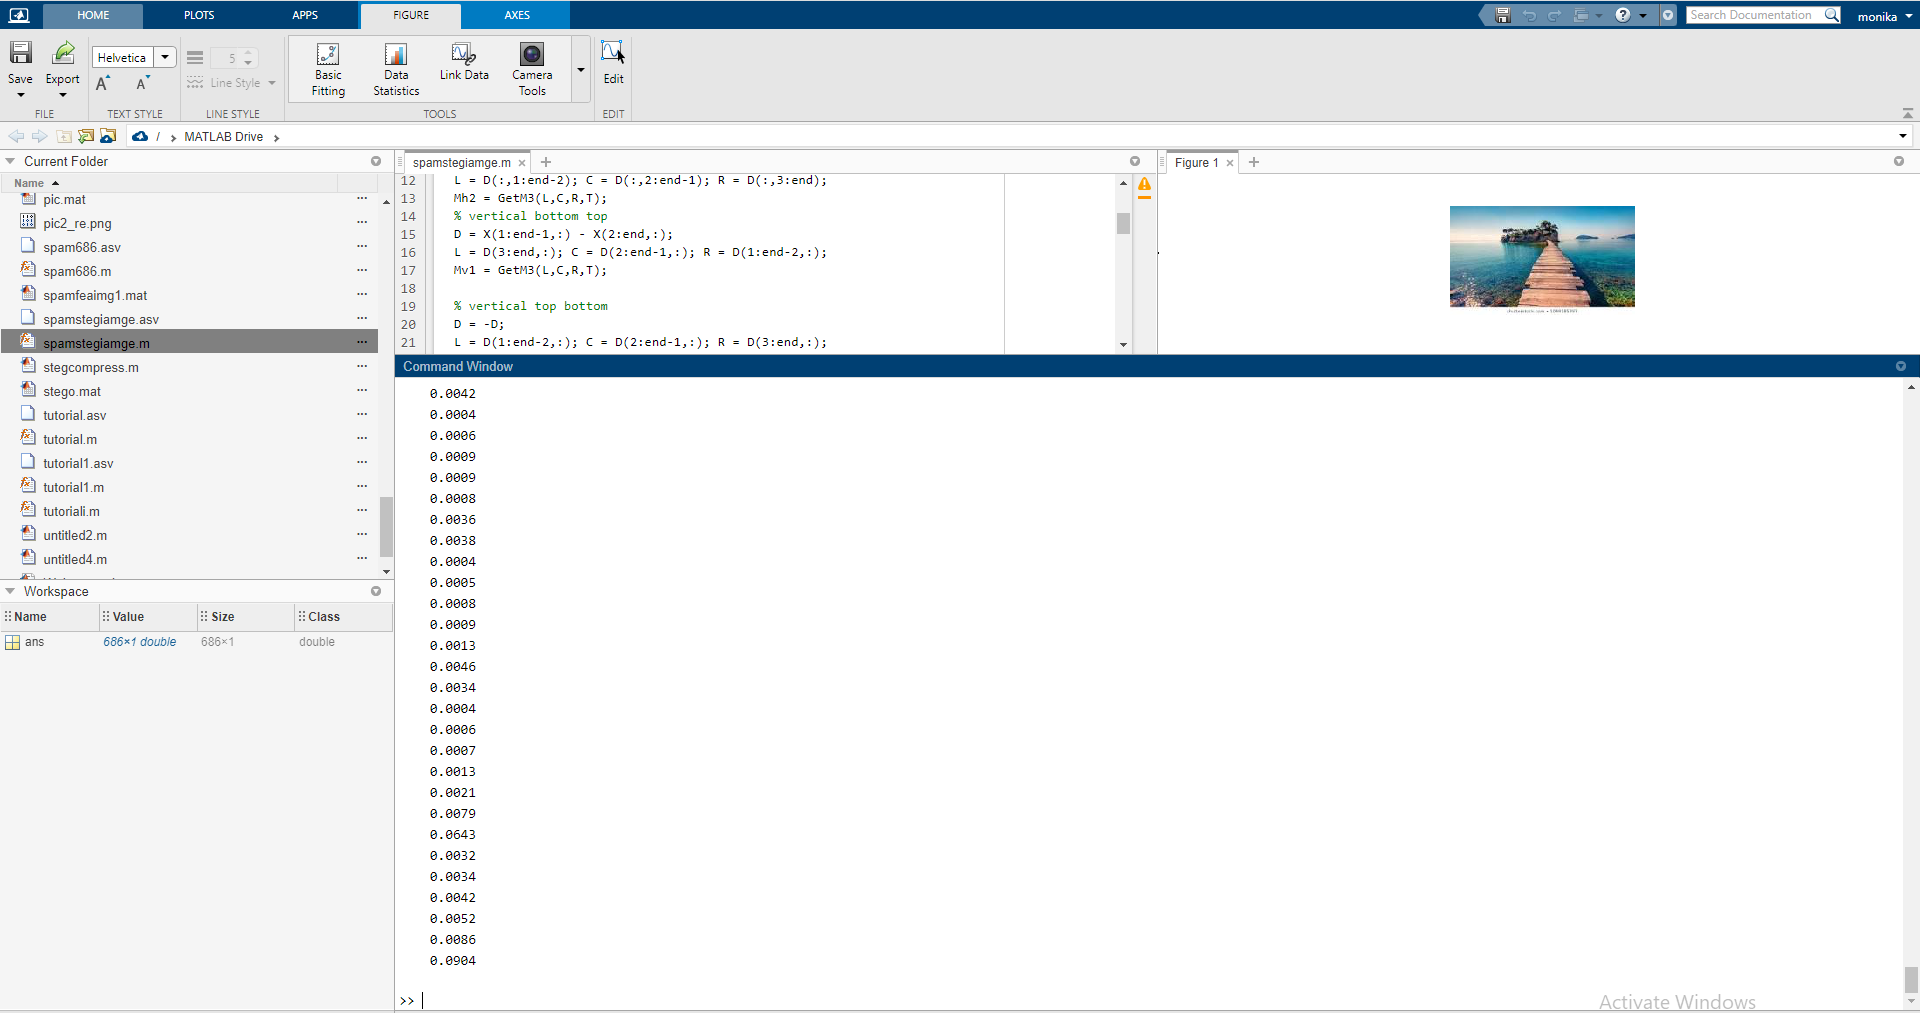 HOME PLOTS APPS FIGURE AXES
Search Documentation
monika
Helvetica
5
Line Style
Save
Export
Basic Fitting
Data Statistics
Link Data
Camera Tools
Edit
FILE TEXT STYLE LINE STYLE TOOLS EDIT
/ > MATLAB Drive >
Current Folder
Name
pic.mat
pic2_re.png
spam686.asv
spam686.m
spamfeaimg1.mat
spamstegiamge.asv
spamstegiamge.m
stegcompress.m
stego.mat
tutorial.asv
tutorial.m
tutorial1.asv
tutorial1.m
tutoriali.m
untitled2.m
untitled4.m
Workspace
Name Value Size Class
ans 686×1 double 686×1 double
spamstegiamge.m
12 L = D(:,1:end-2); C = D(:,2:end-1); R = D(:,3:end);
13 Mh2 = GetM3(L,C,R,T);
14 % vertical bottom top
15 D = X(1:end-1,:) - X(2:end,:);
16 L = D(3:end,:); C = D(2:end-1,:); R = D(1:end-2,:);
17 Mv1 = GetM3(L,C,R,T);
18
19 % vertical top bottom
20 D = -D;
21 L = D(1:end-2,:); C = D(2:end-1,:); R = D(3:end,:);
Figure 1
Command Window
0.0042
0.0004
0.0006
0.0009
0.0009
0.0008
0.0036
0.0038
0.0004
0.0005
0.0008
0.0009
0.0013
0.0046
0.0034
0.0004
0.0006
0.0007
0.0013
0.0021
0.0079
0.0643
0.0032
0.0034
0.0042
0.0052
0.0086
0.0904
>>
Activate Windows